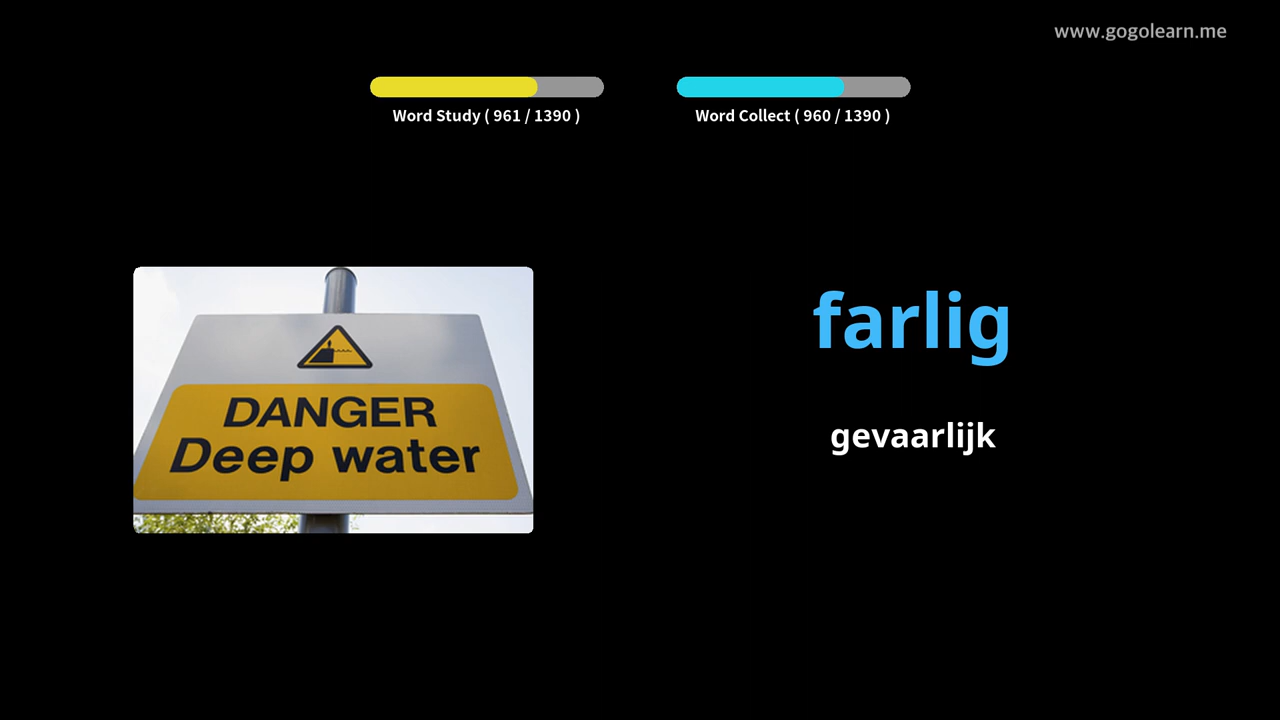 www.gogolearn.me
Word Study ( 961 / 1390 )
Word Collect ( 960 / 1390 )
DANGER
Deep water
farlig
gevaarlijk